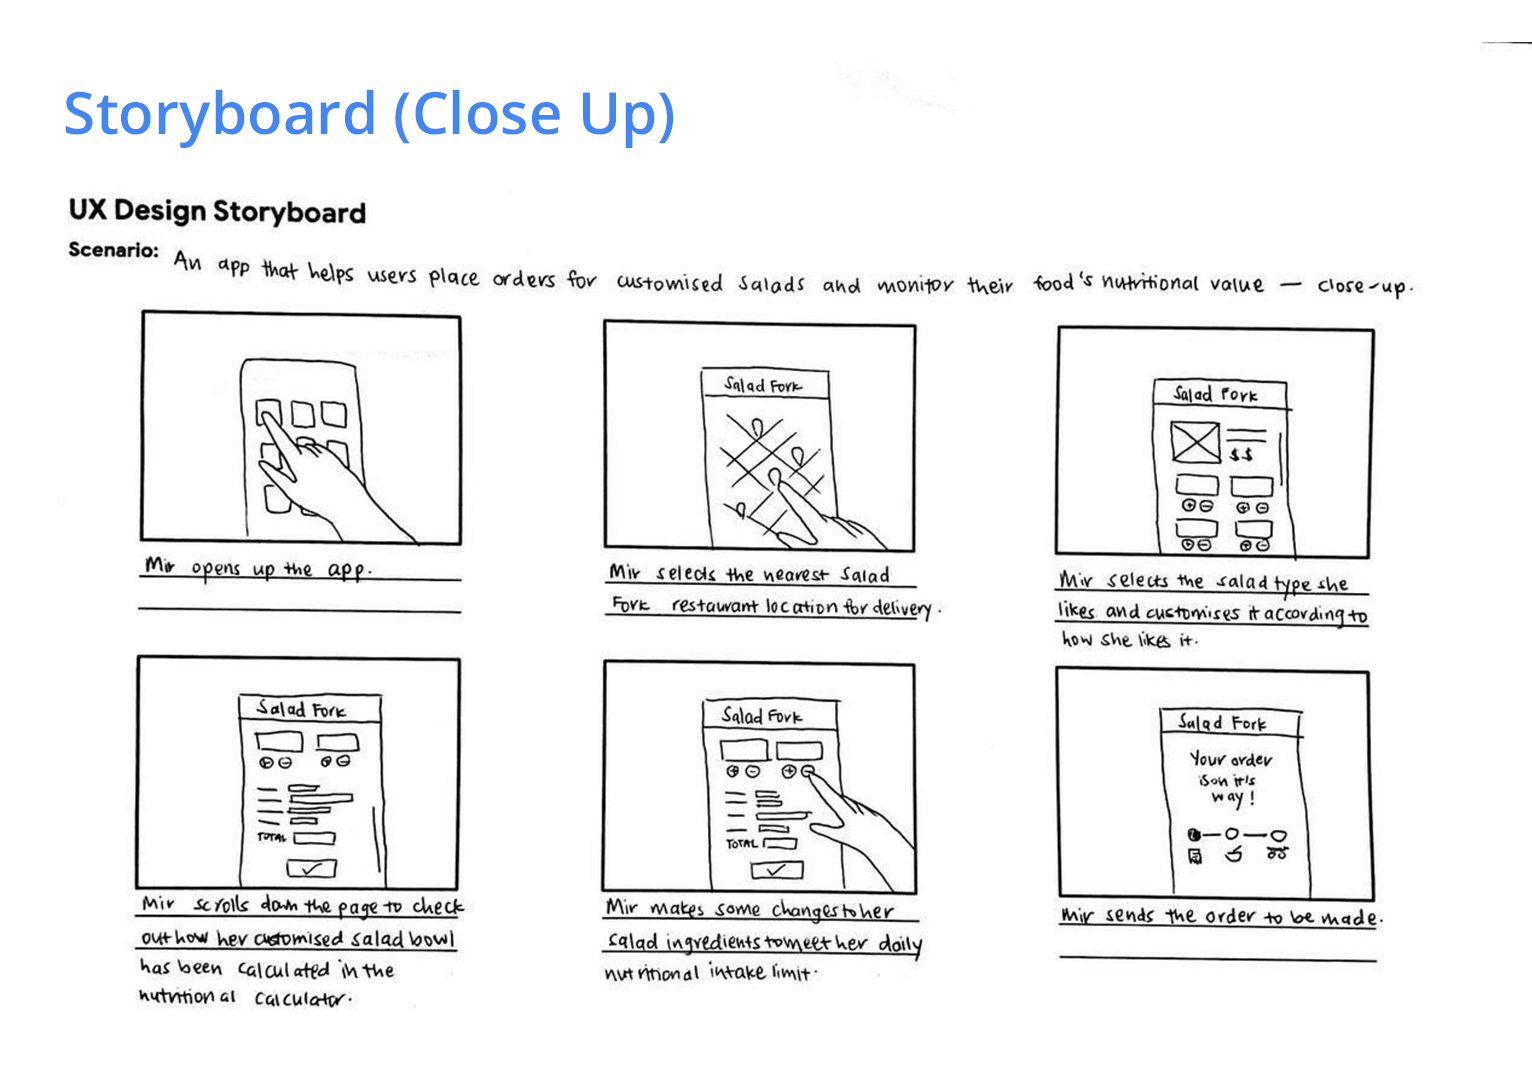 Storyboard (Close Up)
UX Design Storyboard
Scenario: An app that helps users place orders for customised salads and monitor their food's nutritional value — close-up.
Mir opens up the app.
Salad Fork
Mir selects the nearest Salad
Fork restaurant location for delivery.
Salad Fork
$$
Mir selects the salad type she
likes and customises it according to
how she likes it.
Salad Fork
TOTAL
Mir scrolls down the page to check
out how her customised salad bowl
has been calculated in the
nutritional calculator.
Salad Fork
TOTAL
Mir makes some changes to her
salad ingredients to meet her daily
nutritional intake limit.
Salad Fork
Your order
is on it's
way!
Mir sends the order to be made.